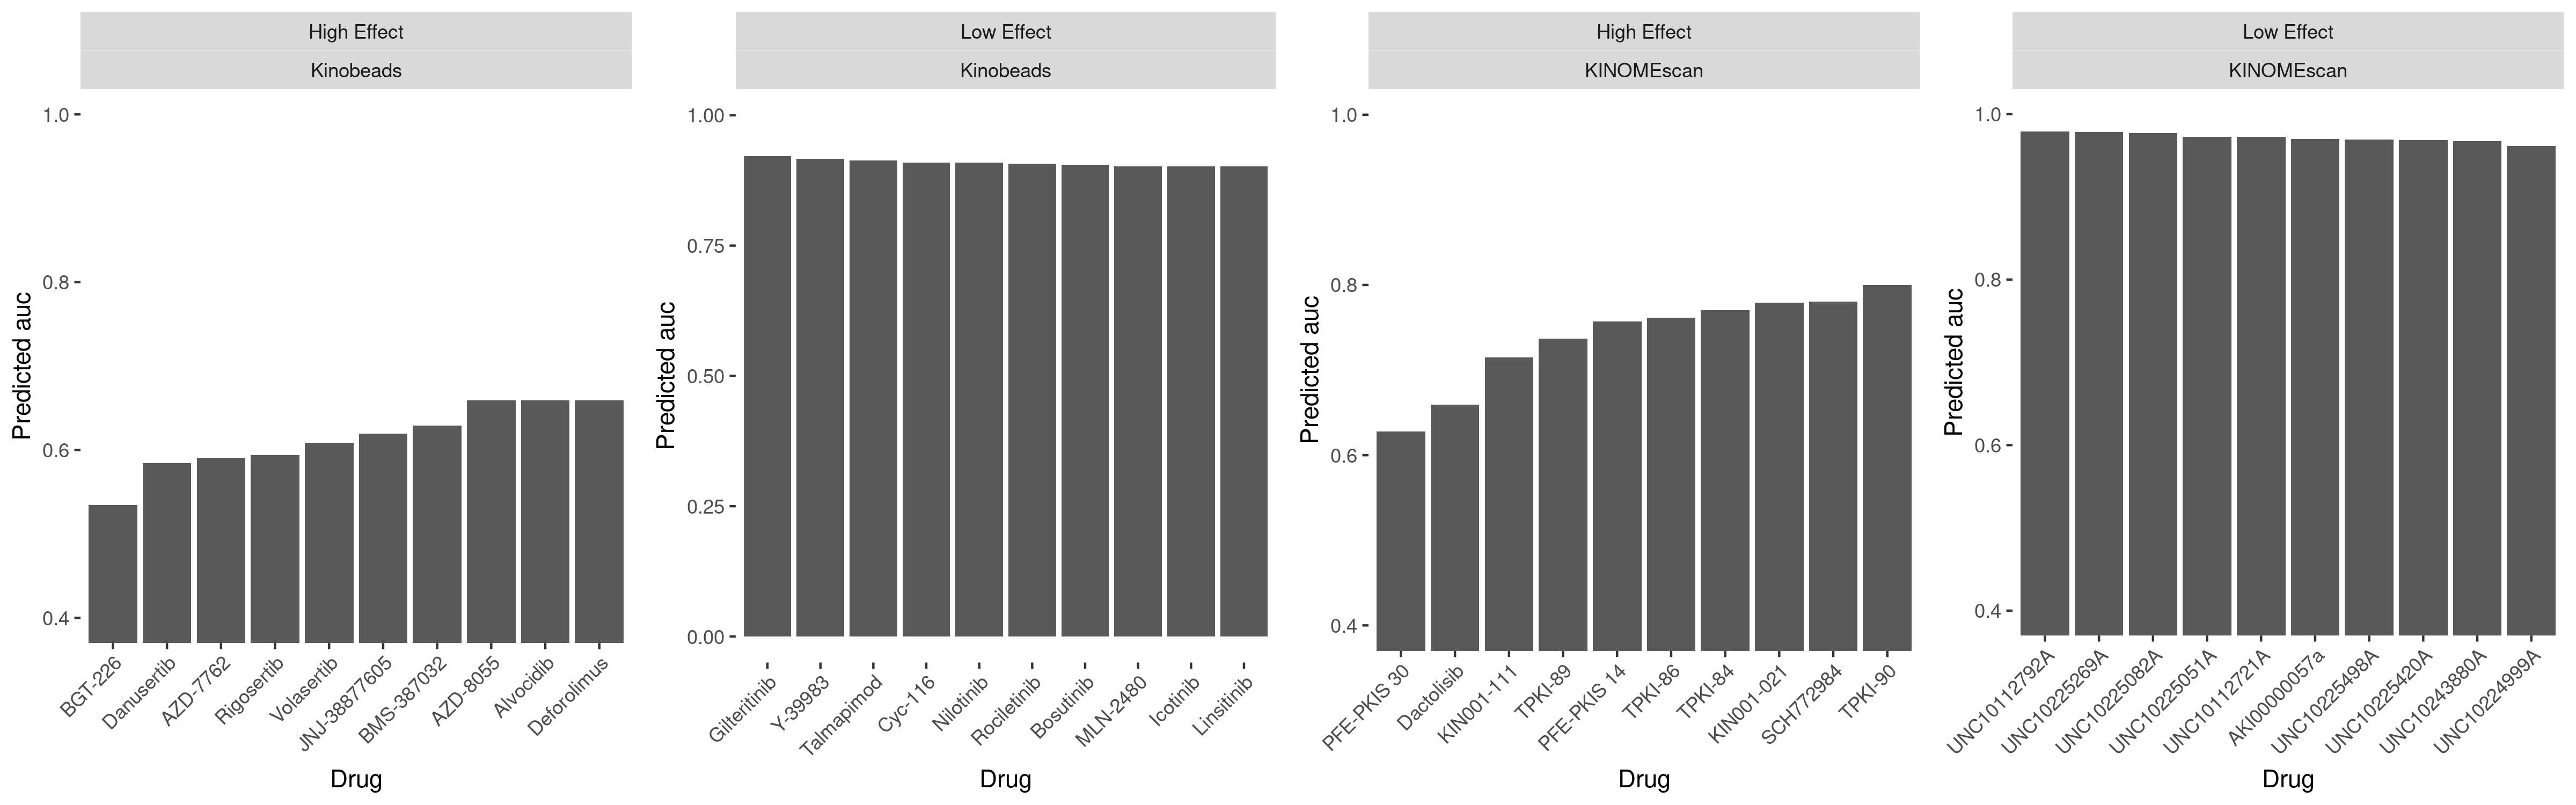 High Effect
Kinobeads
1.0
0.8
0.6
0.4
Predicted auc
BGT-226
Danusertib
AZD-7762
Rigosertib
Volasertib
JNJ-38877605
BMS-387032
AZD-8055
Alvocidib
Deforolimus
Drug
Low Effect
Kinobeads
1.00
0.75
0.50
0.25
0.00
Predicted auc
Gilteritinib
Y-39983
Talmapimod
Cyc-116
Nilotinib
Rociletinib
Bosutinib
MLN-2480
Icotinib
Linsitinib
Drug
High Effect
KINOMEscan
1.0
0.8
0.6
0.4
Predicted auc
PFE-PKIS 30
Dactolisib
KIN001-111
TPKI-89
PFE-PKIS 14
TPKI-86
TPKI-84
KIN001-021
SCH772984
TPKI-90
Drug
Low Effect
KINOMEscan
1.0
0.8
0.6
0.4
Predicted auc
UNC10112792A
UNC10225269A
UNC10225082A
UNC10225051A
UNC10112721A
AKI00000057a
UNC10225498A
UNC10225420A
UNC10243880A
UNC10224999A
Drug